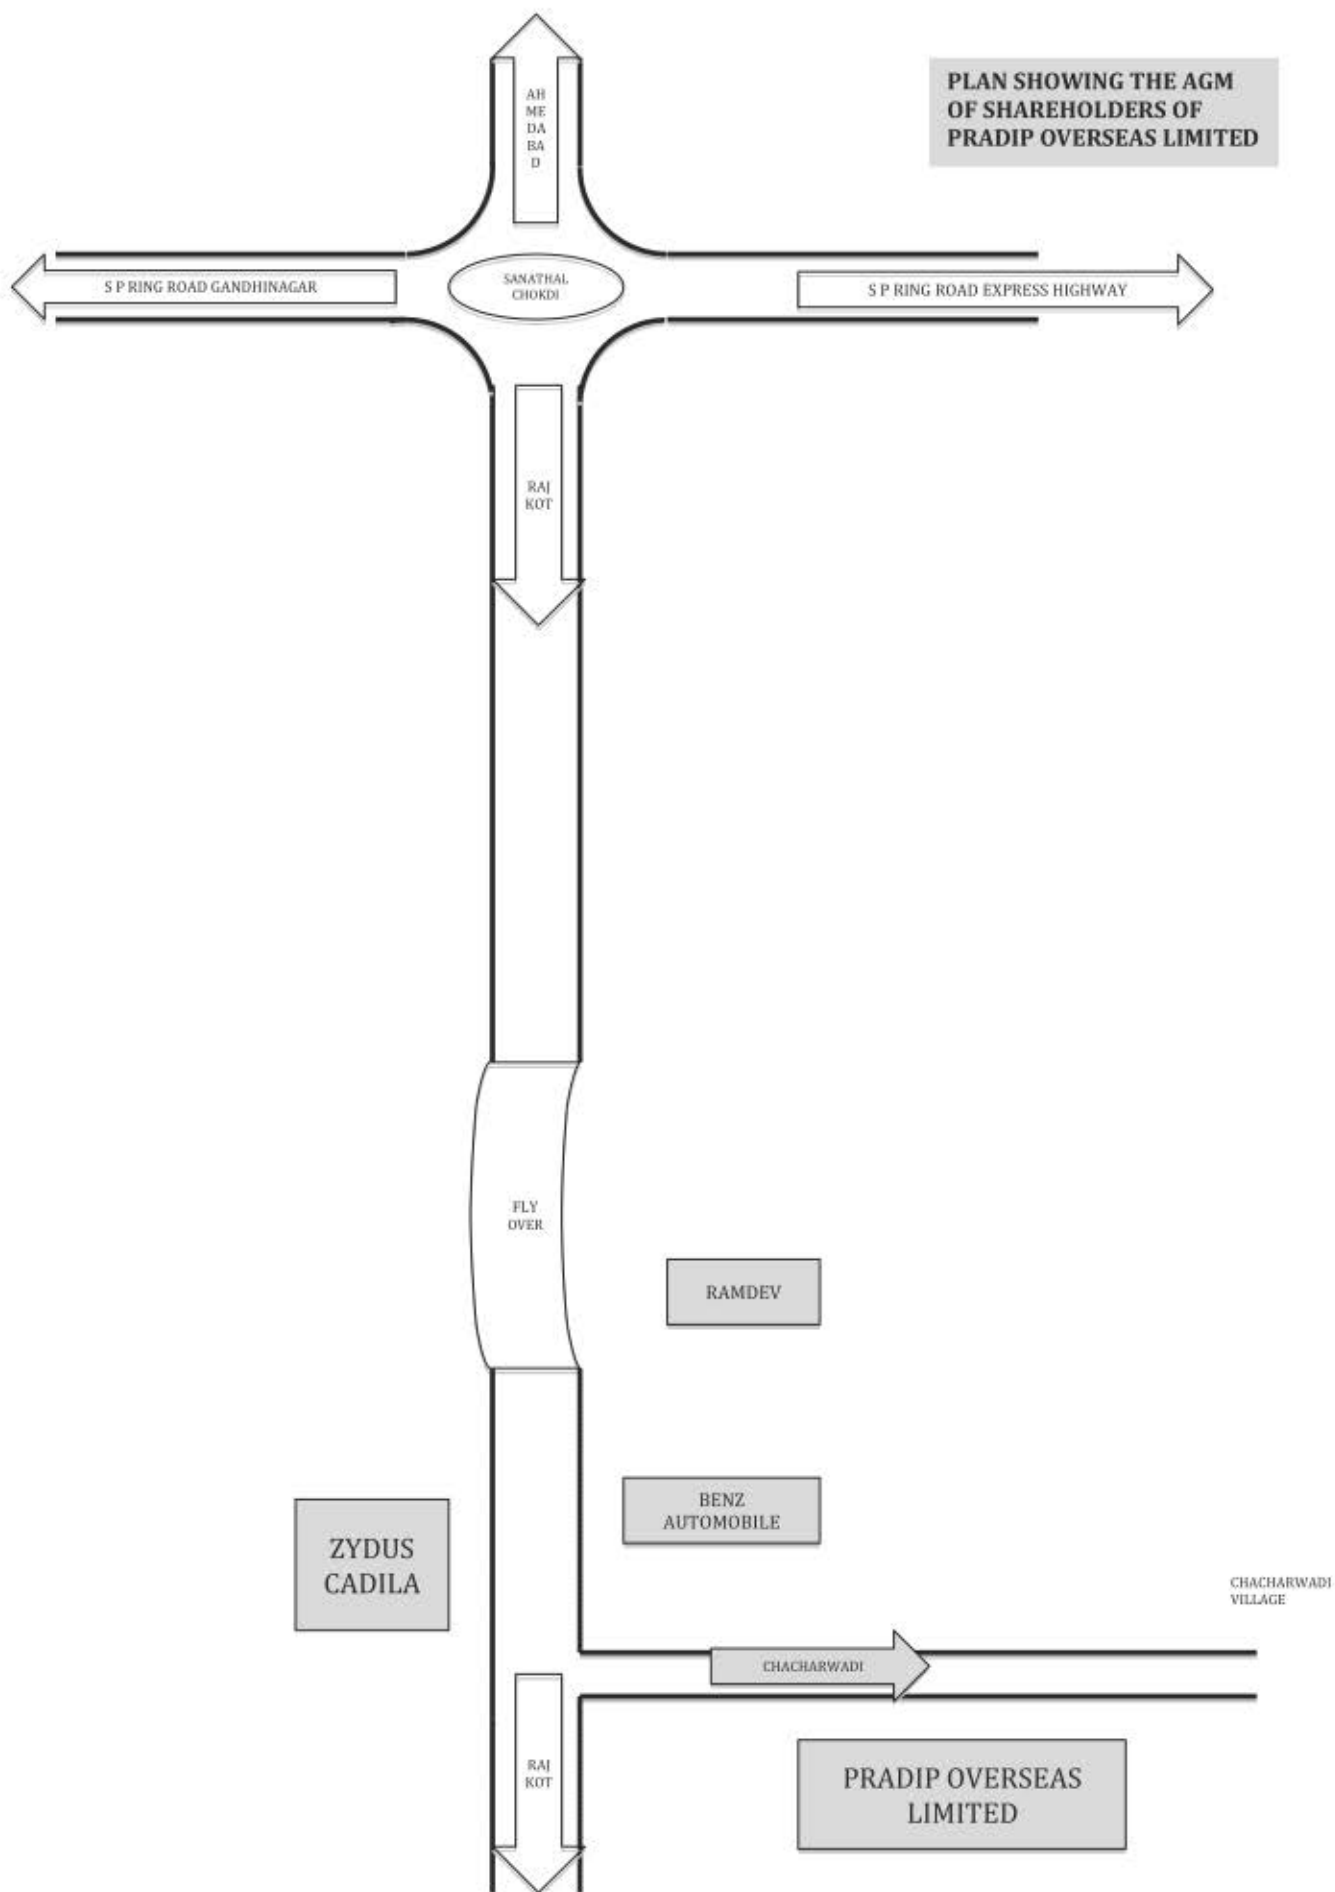 AH
ME
DA
BA
D
PLAN SHOWING THE AGM
OF SHAREHOLDERS OF
PRADIP OVERSEAS LIMITED
S P RING ROAD GANDHINAGAR
SANATHAL
CHOKDI
S P RING ROAD EXPRESS HIGHWAY
RAJ
KOT
FLY
OVER
RAMDEV
BENZ
AUTOMOBILE
ZYDUS
CADILA
CHACHARWADI
VILLAGE
CHACHARWADI
RAJ
KOT
PRADIP OVERSEAS
LIMITED